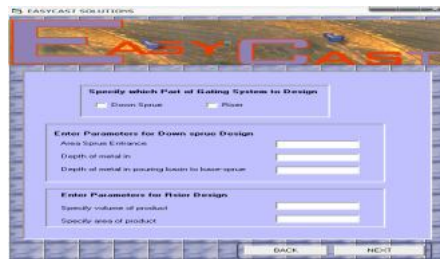 EASYCAST SOLUTIONS
EASYCAST
Specify which Part of Gating System to Design
Down Sprue Riser
Enter Parameters for Down sprue Design
Area Sprue Entrance
Depth of metal in
Depth of metal in pouring basin to base sprue
Enter Parameters for Riser Design
Specify volume of product
Specify area of product
BACK NEXT